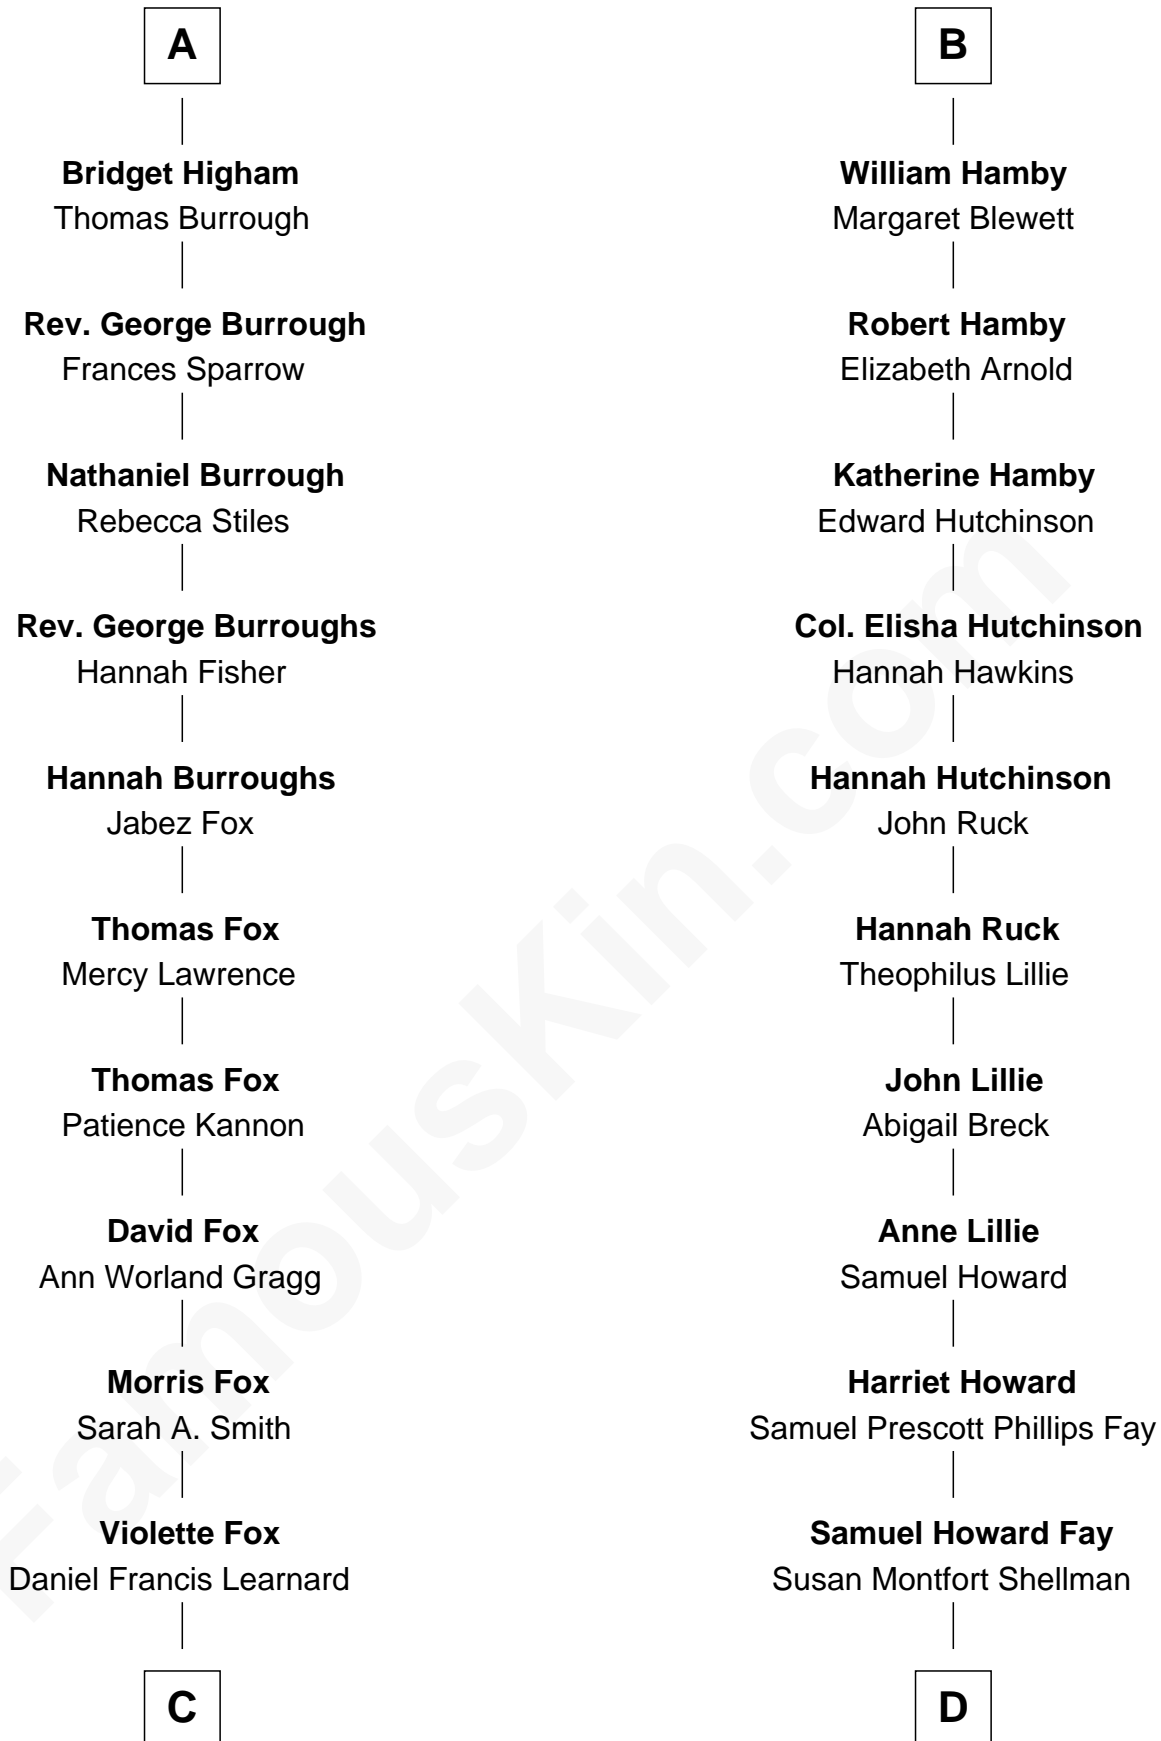 A
Bridget Higham
Thomas Burrough
Rev. George Burrough
Frances Sparrow
Nathaniel Burrough
Rebecca Stiles
Rev. George Burroughs
Hannah Fisher
Hannah Burroughs
Jabez Fox
Thomas Fox
Mercy Lawrence
Thomas Fox
Patience Kannon
David Fox
Ann Worland Gragg
Morris Fox
Sarah A. Smith
Violette Fox
Daniel Francis Learnard
C
B
William Hamby
Margaret Blewett
Robert Hamby
Elizabeth Arnold
Katherine Hamby
Edward Hutchinson
Col. Elisha Hutchinson
Hannah Hawkins
Hannah Hutchinson
John Ruck
Hannah Ruck
Theophilus Lillie
John Lillie
Abigail Breck
Anne Lillie
Samuel Howard
Harriet Howard
Samuel Prescott Phillips Fay
Samuel Howard Fay
Susan Montfort Shellman
D
FamousKin.com